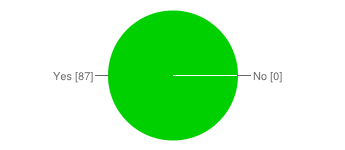 Yes [87]
No [0]